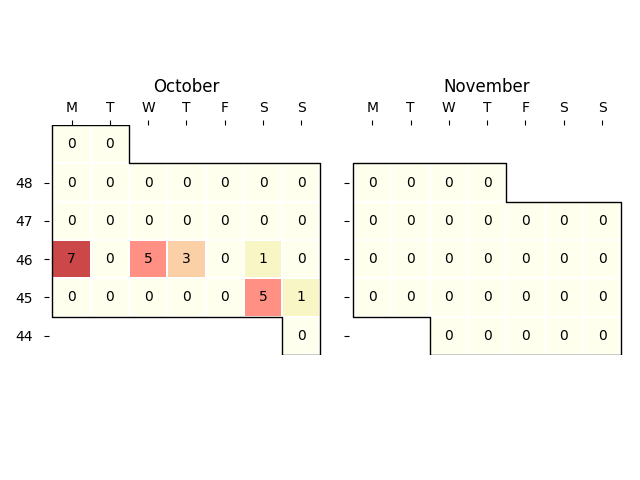 October November
M T W T F S S M T W T F S S
0 0
48 0 0 0 0 0 0 0 0 0 0 0
47 0 0 0 0 0 0 0 0 0 0 0 0 0 0
46 7 0 5 3 0 1 0 0 0 0 0 0 0 0
45 0 0 0 0 0 5 1 0 0 0 0 0 0 0
44 0 0 0 0 0 0